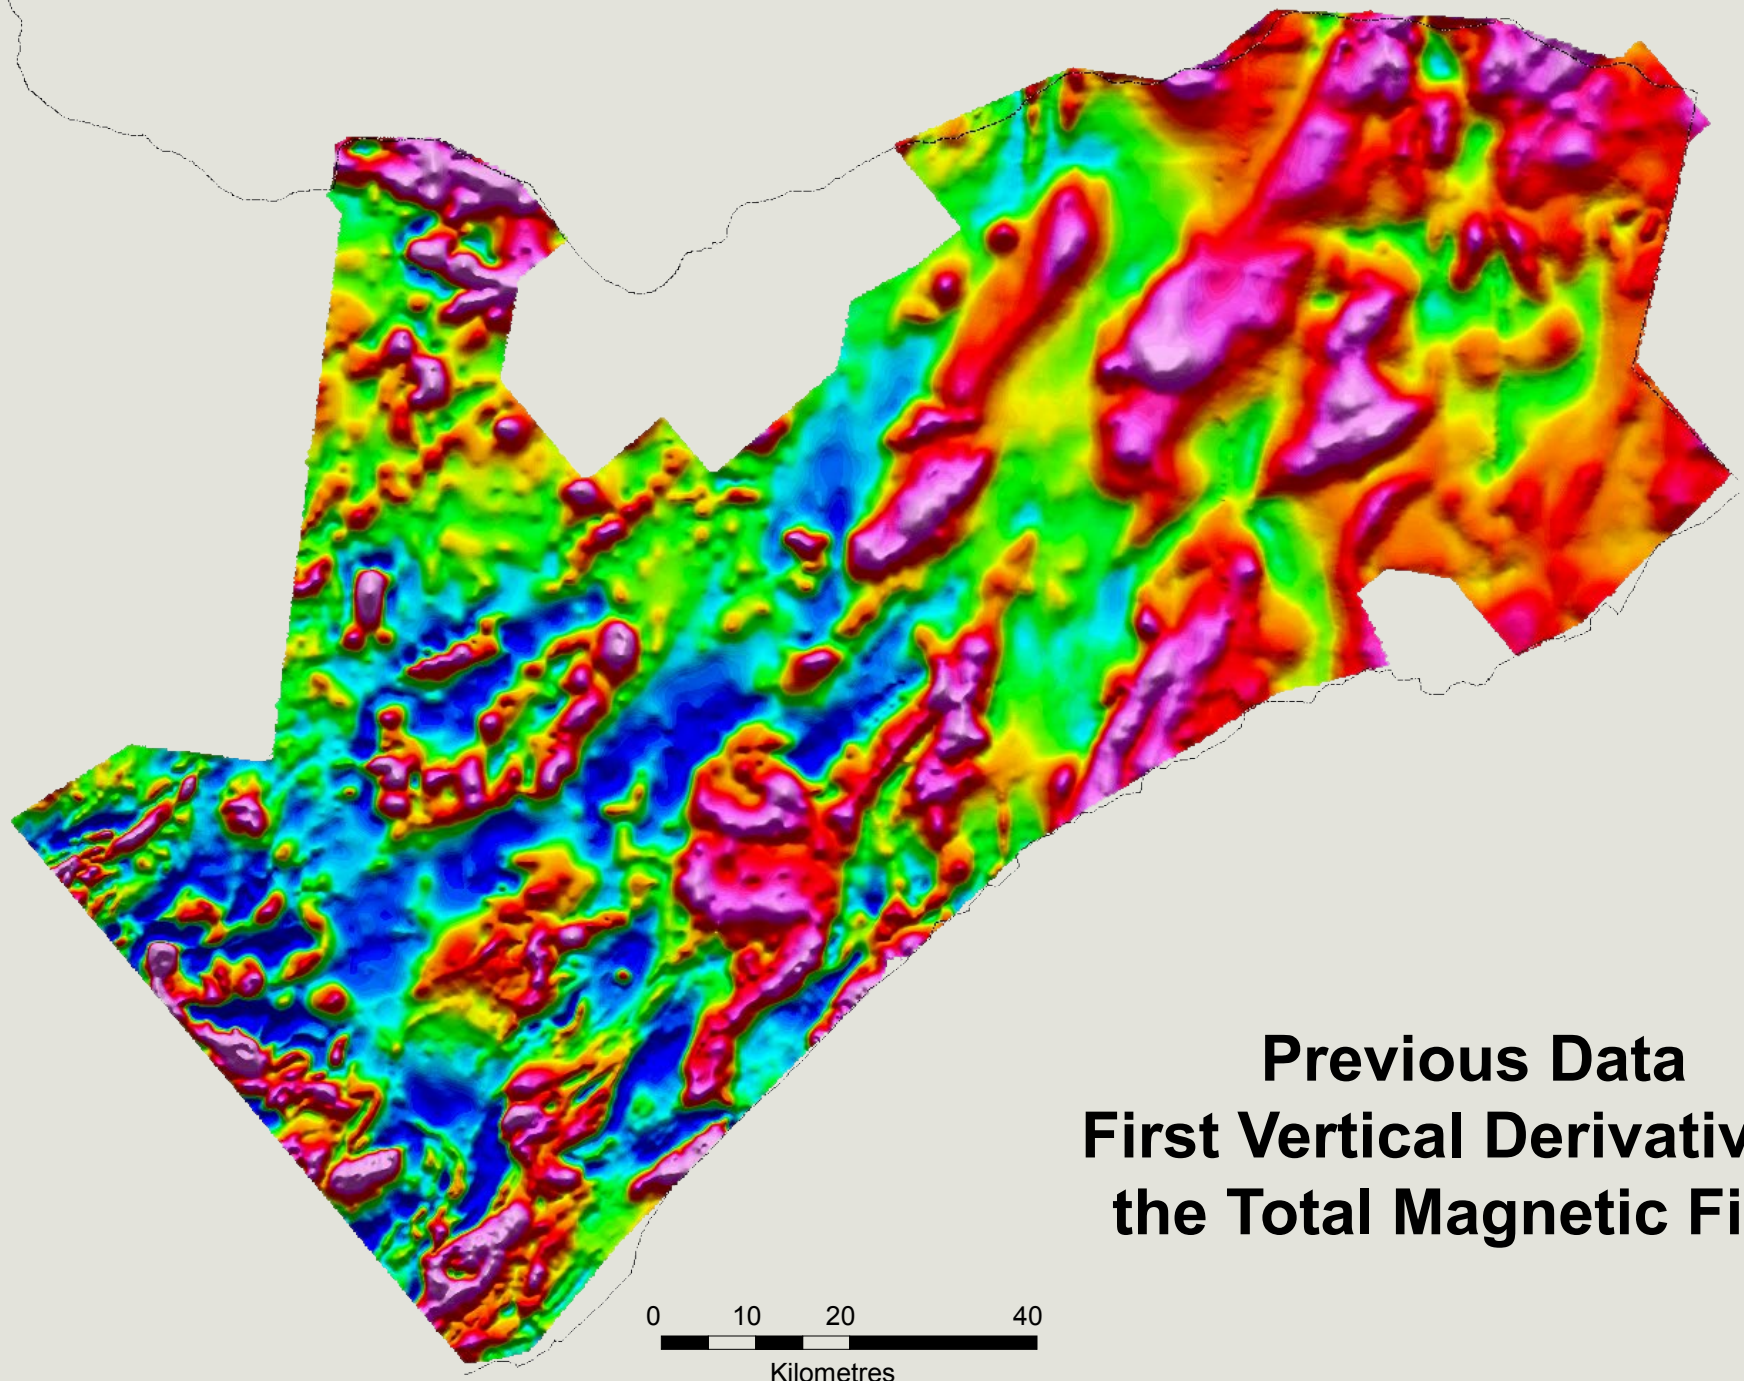 Previous Data
First Vertical Derivativ
the Total Magnetic Fi
0 10 20 40
Kilometres